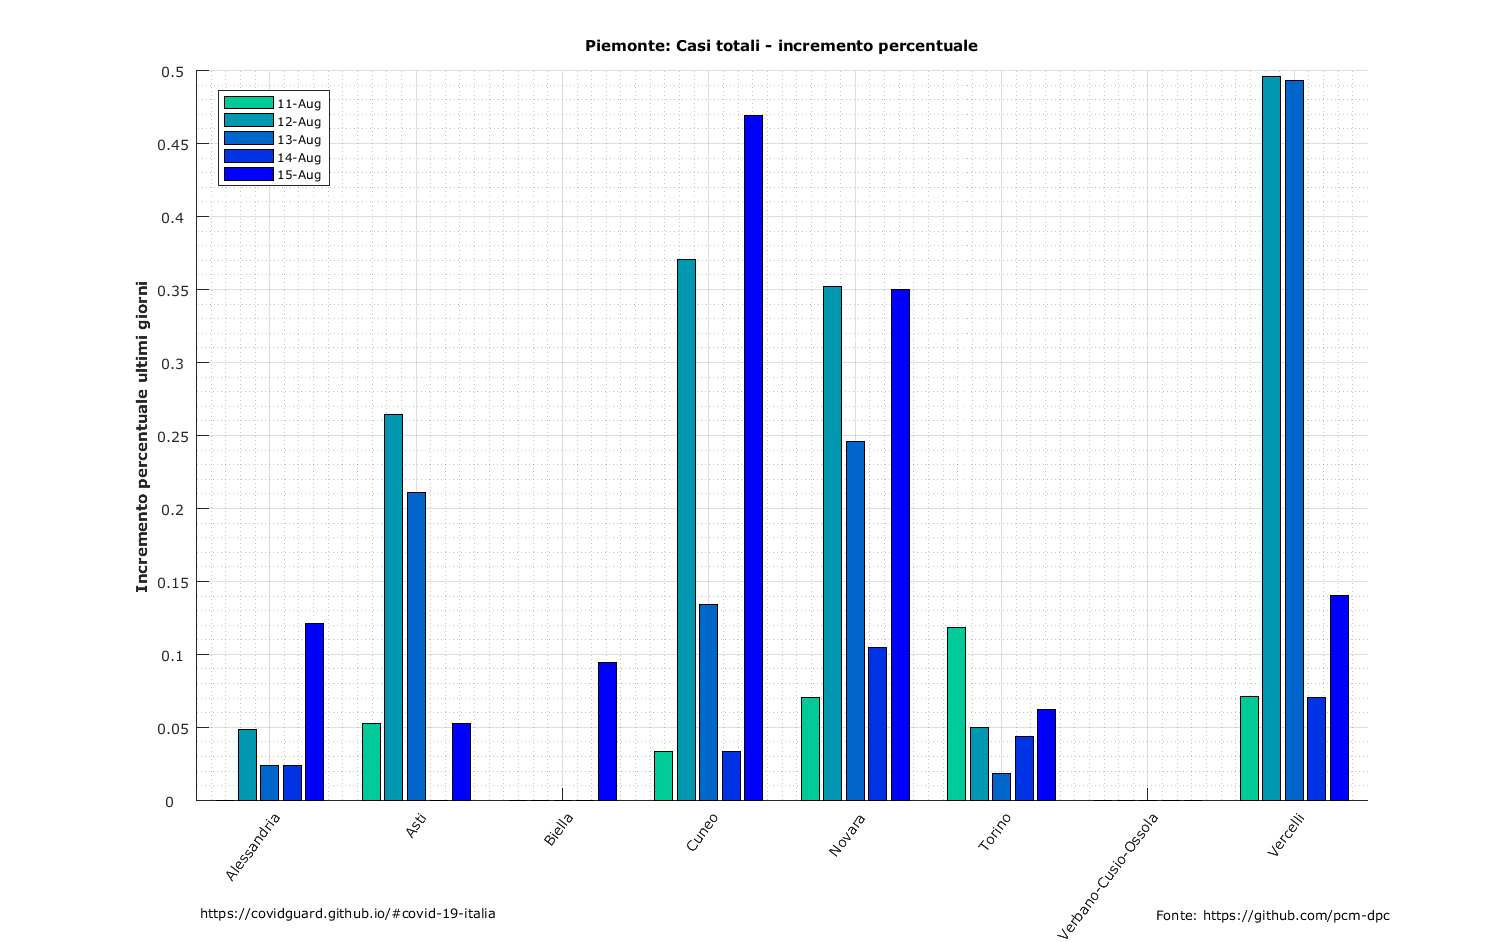 Piemonte: Casi totali - incremento percentuale
Incremento percentuale ultimi giorni
0.5
0.45
0.4
0.35
0.3
0.25
0.2
0.15
0.1
0.05
0
11-Aug
12-Aug
13-Aug
14-Aug
15-Aug
Alessandria
Asti
Biella
Cuneo
Novara
Torino
Verbano-Cusio-Ossola
Vercelli
https://covidguard.github.io/#covid-19-italia
Fonte: https://github.com/pcm-dpc